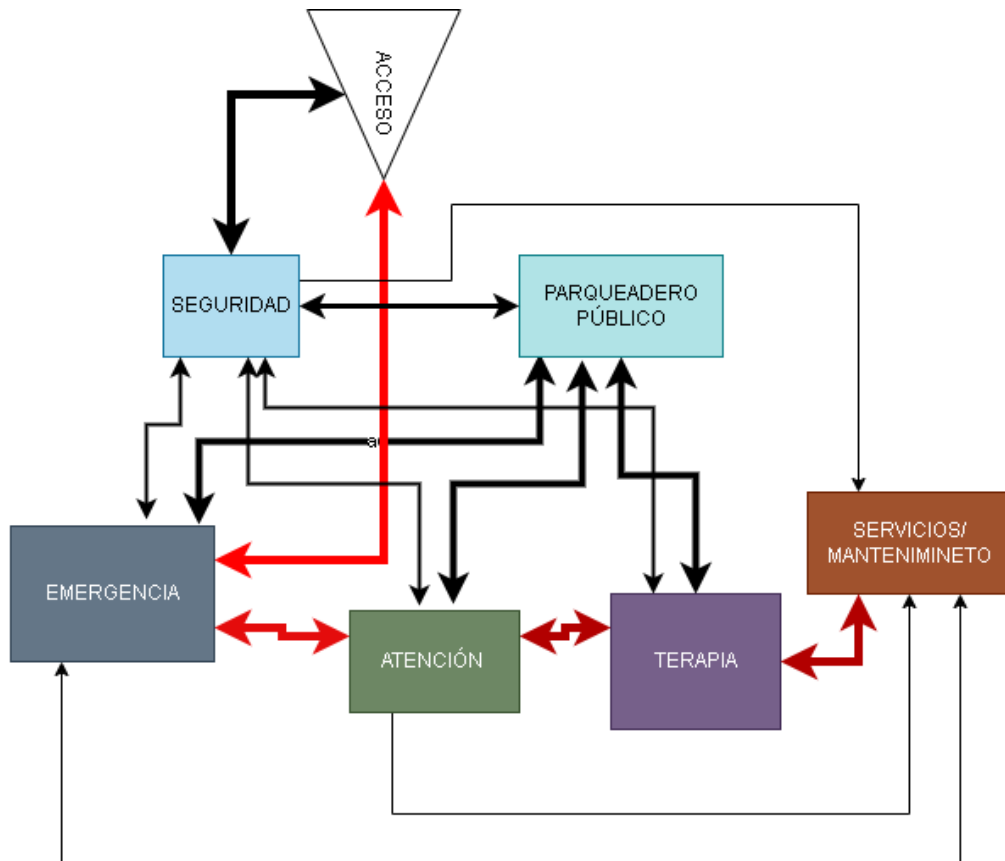 ACCESO
SEGURIDAD
PARQUEADERO
PÚBLICO
a
SERVICIOS/
MANTENIMINETO
EMERGENCIA
ATENCIÓN
TERAPIA